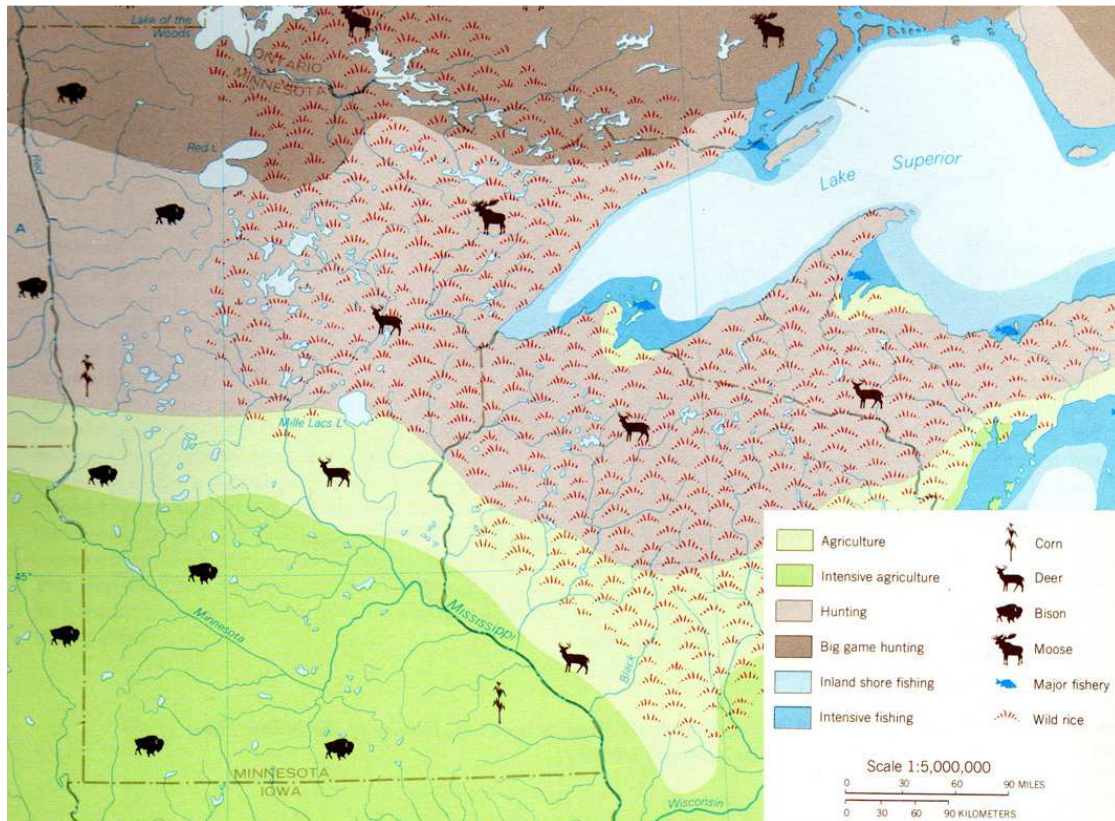 Lake of the
Woods
ONTARIO
MINNESOTA
Red L
Red
Lake Superior
A
Mille Lacs L
45°
Mississippi
Minnesota
Black
MINNESOTA
IOWA
Wisconsin
Agriculture
Intensive agriculture
Hunting
Big game hunting
Inland shore fishing
Intensive fishing
Corn
Deer
Bison
Moose
Major fishery
Wild rice
Scale 1:5,000,000
0 30 60 90 MILES
0 30 60 90 KILOMETERS